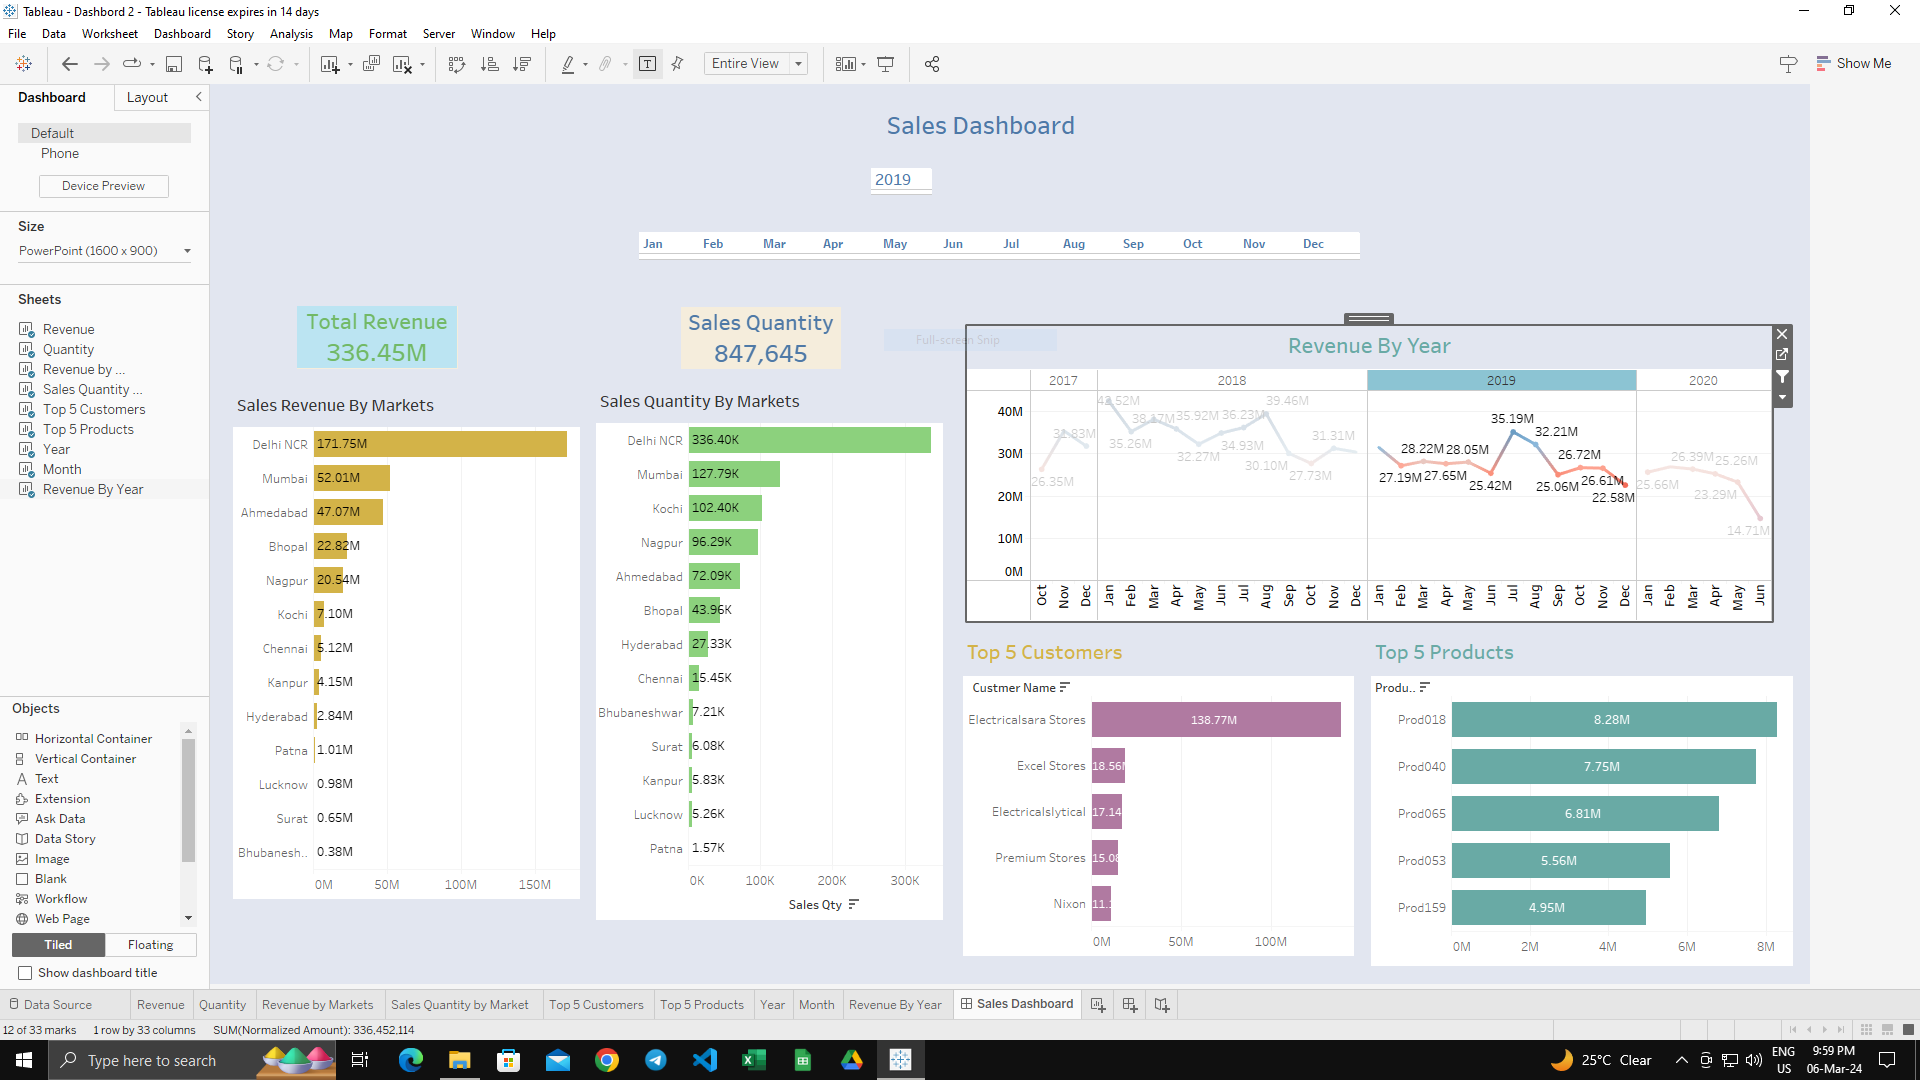 Tableau - Dashbord 2 - Tableau license expires in 14 days
File Data Worksheet Dashboard Story Analysis Map Format Server Window Help
Entire View
Show Me
Dashboard Layout
Default
Phone
Device Preview
Size
PowerPoint (1600 x 900)
Sheets
Revenue
Quantity
Revenue by ...
Sales Quantity ...
Top 5 Customers
Top 5 Products
Year
Month
Revenue By Year
Objects
Horizontal Container
Vertical Container
Text
Extension
Ask Data
Data Story
Image
Blank
Workflow
Web Page
Tiled Floating
Show dashboard title
Sales Dashboard
2019
Jan Feb Mar Apr May Jun Jul Aug Sep Oct Nov Dec
Total Revenue
336.45M
Sales Quantity
847,645
Full-screen Snip
Sales Revenue By Markets
Delhi NCR 171.75M
Mumbai 52.01M
Ahmedabad 47.07M
Bhopal 22.82M
Nagpur 20.54M
Kochi 7.10M
Chennai 5.12M
Kanpur 4.15M
Hyderabad 2.84M
Patna 1.01M
Lucknow 0.98M
Surat 0.65M
Bhubanesh.. 0.38M
0M 50M 100M 150M
Sales Quantity By Markets
Delhi NCR 336.40K
Mumbai 127.79K
Kochi 102.40K
Nagpur 96.29K
Ahmedabad 72.09K
Bhopal 43.96K
Hyderabad 27.33K
Chennai 15.45K
Bhubaneshwar 7.21K
Surat 6.08K
Kanpur 5.83K
Lucknow 5.26K
Patna 1.57K
0K 100K 200K 300K
Sales Qty
Revenue By Year
2017 2018 2019 2020
40M
30M
20M
10M
0M
26.35M 31.83M
35.26M 38.17M 35.92M 32.27M 34.93M 36.23M 39.46M 30.10M 27.73M 31.31M
27.19M 28.22M 27.65M 28.05M 25.42M 35.19M 32.21M 25.06M 26.72M 26.61M 22.58M
25.66M 26.39M 23.29M 25.26M 14.71M
Oct Nov Dec Jan Feb Mar Apr May Jun Jul Aug Sep Oct Nov Dec Jan Feb Mar Apr May Jun Jul Aug Sep Oct Nov Dec Jan Feb Mar Apr May Jun
Top 5 Customers
Custmer Name
Electricalsara Stores 138.77M
Excel Stores 18.56M
Electricalslytical 17.14
Premium Stores 15.08
Nixon
0M 50M 100M
Top 5 Products
Produ..
Prod018 8.28M
Prod040 7.75M
Prod065 6.81M
Prod053 5.56M
Prod159 4.95M
0M 2M 4M 6M 8M
Data Source Revenue Quantity Revenue by Markets Sales Quantity by Market Top 5 Customers Top 5 Products Year Month Revenue By Year Sales Dashboard
12 of 33 marks 1 row by 33 columns SUM(Normalized Amount): 336,452,114
Type here to search
25°C Clear
ENG
US
9:59 PM
06-Mar-24